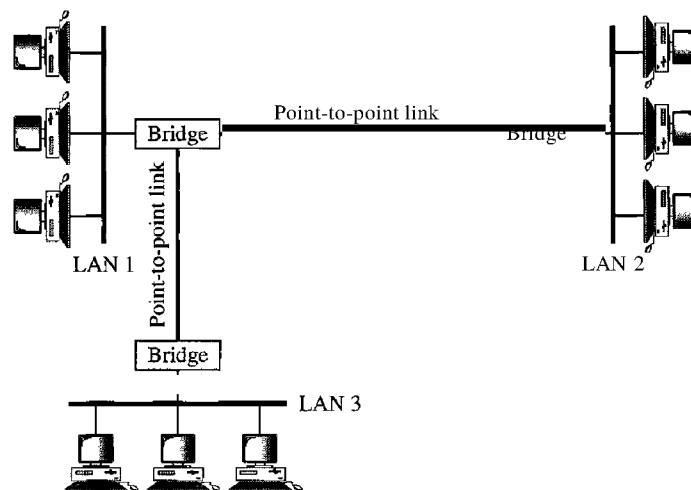 Point-to-point link
Bridge
Bridge
Point-to-point link
LAN 1
LAN 2
Bridge
LAN 3